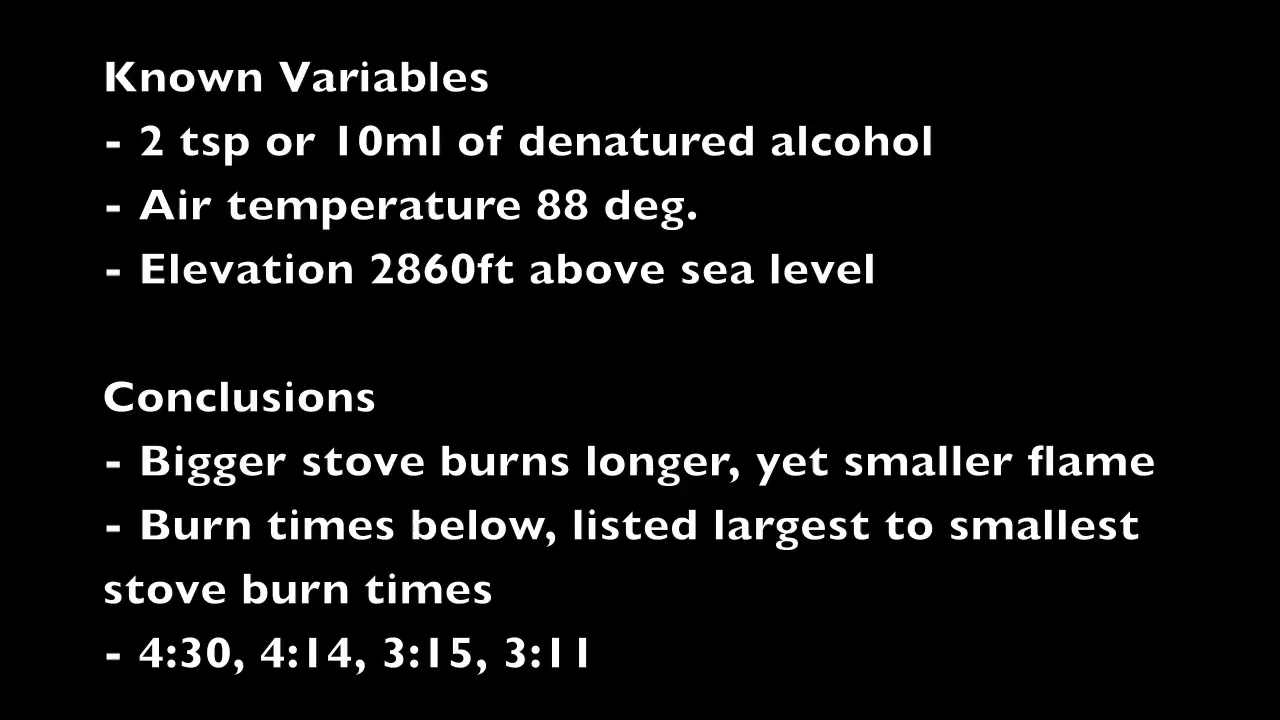 Known Variables
- 2 tsp or 10ml of denatured alcohol
- Air temperature 88 deg.
- Elevation 2860ft above sea level
Conclusions
- Bigger stove burns longer, yet smaller flame
- Burn times below, listed largest to smallest
stove burn times
- 4:30, 4:14, 3:15, 3:11